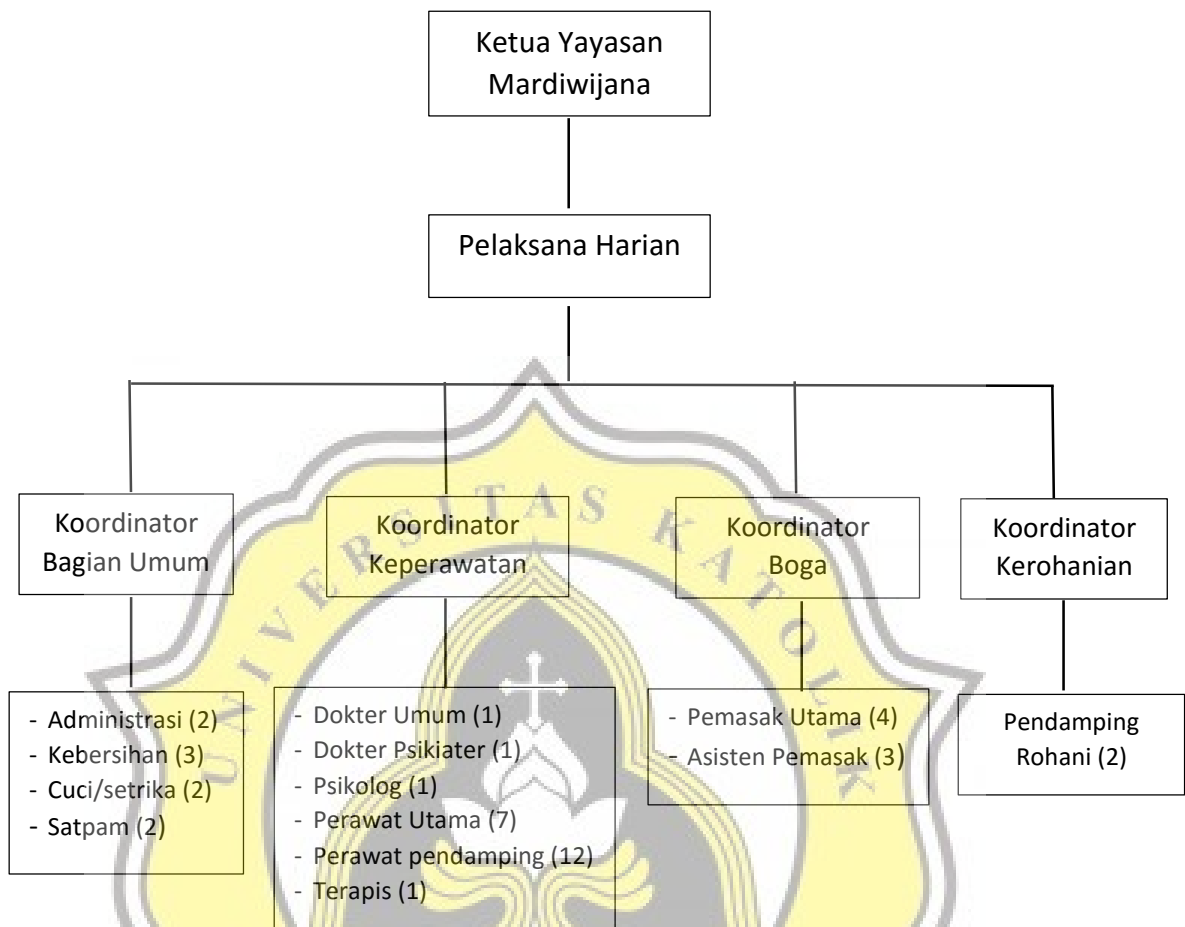 Ketua Yayasan
Mardiwijana
Pelaksana Harian
Koordinator
Bagian Umum
Koordinator
Keperawatan
Koordinator
Boga
Koordinator
Kerohanian
- Administrasi (2)
- Kebersihan (3)
- Cuci/setrika (2)
- Satpam (2)
- Dokter Umum (1)
- Dokter Psikiater (1)
- Psikolog (1)
- Perawat Utama (7)
- Perawat pendamping (12)
- Terapis (1)
- Pemasak Utama (4)
- Asisten Pemasak (3)
Pendamping
Rohani (2)
UNIVERSITAS KATOLIK